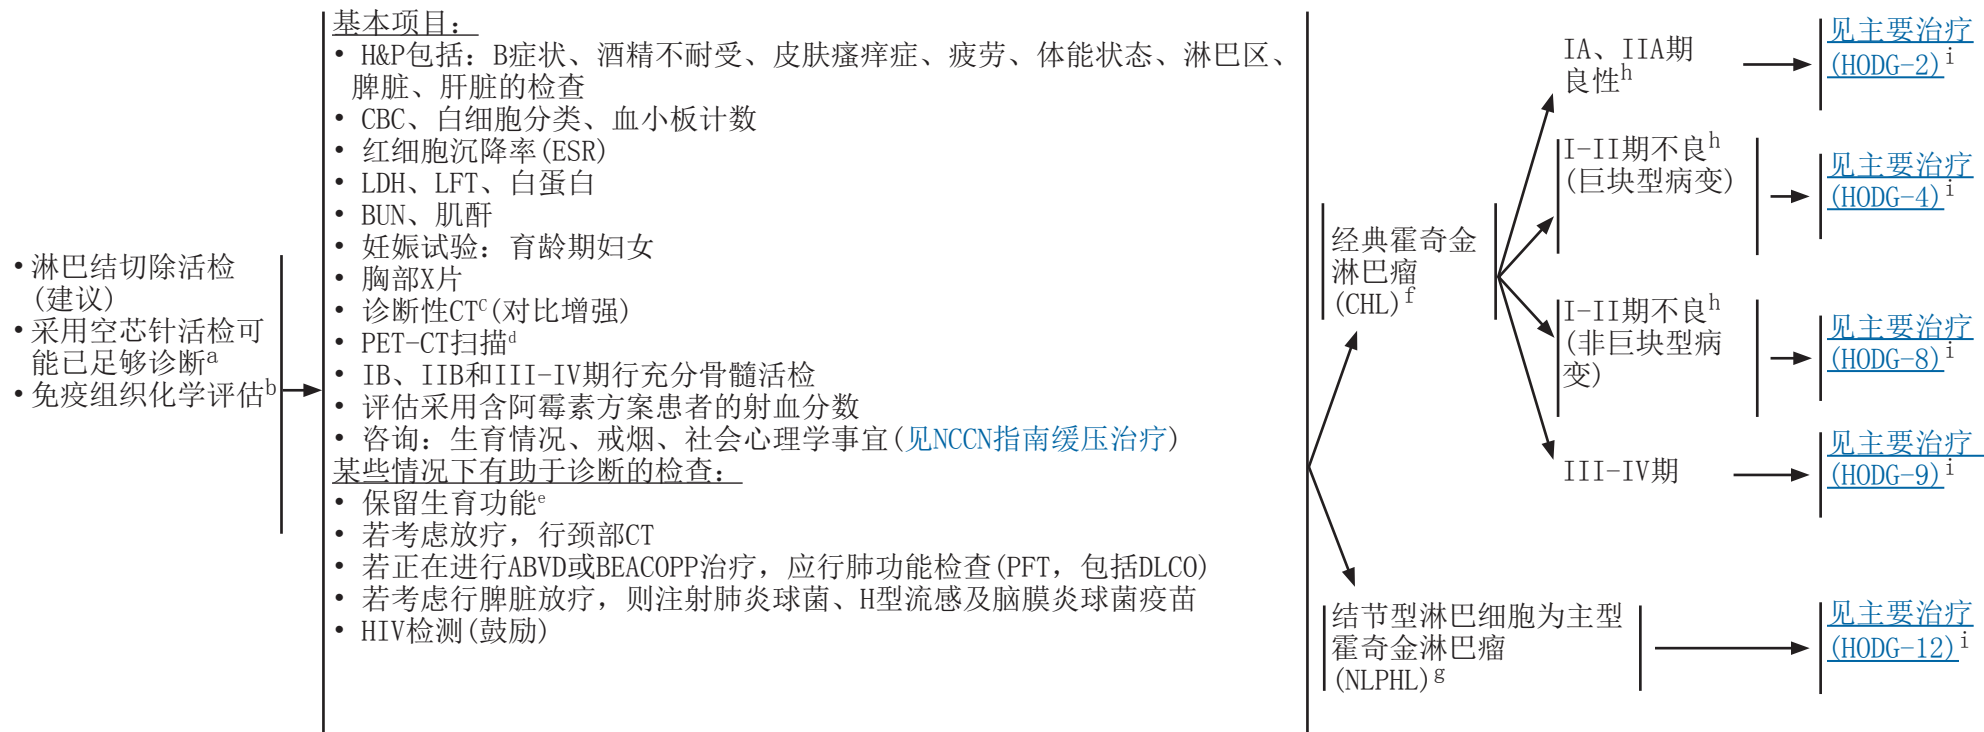 • 淋巴结切除活检
(建议)
• 采用空芯针活检可
能已足够诊断a
• 免疫组织化学评估b
基本项目：
• H&P包括：B症状、酒精不耐受、皮肤瘙痒症、疲劳、体能状态、淋巴区、
脾脏、肝脏的检查
• CBC、白细胞分类、血小板计数
• 红细胞沉降率(ESR)
• LDH、LFT、白蛋白
• BUN、肌酐
• 妊娠试验：育龄期妇女
• 胸部X片
• 诊断性CTc(对比增强)
• PET-CT扫描d
• IB、IIB和III-IV期行充分骨髓活检
• 评估采用含阿霉素方案患者的射血分数
• 咨询：生育情况、戒烟、社会心理学事宜(见NCCN指南缓压治疗)
某些情况下有助于诊断的检查：
• 保留生育功能e
• 若考虑放疗，行颈部CT
• 若正在进行ABVD或BEACOPP治疗，应行肺功能检查(PFT，包括DLCO)
• 若考虑行脾脏放疗，则注射肺炎球菌、H型流感及脑膜炎球菌疫苗
• HIV检测(鼓励)
经典霍奇金
淋巴瘤
(CHL)f
IA、IIA期
良性h
见主要治疗
(HODG-2)i
I-II期不良h
(巨块型病变)
见主要治疗
(HODG-4)i
I-II期不良h
(非巨块型病
变)
见主要治疗
(HODG-8)i
III-IV期
见主要治疗
(HODG-9)i
结节型淋巴细胞为主型
霍奇金淋巴瘤
(NLPHL)g
见主要治疗
(HODG-12)i